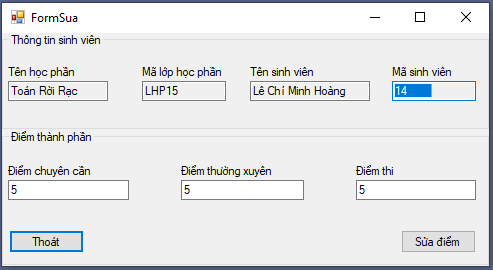 FormSua
Thông tin sinh viên
Tên học phần Mã lớp học phần Tên sinh viên Mã sinh viên
Toán Rời Rạc LHP15 Lê Chí Minh Hoàng 14
Điểm thành phần
Điểm chuyên cần Điểm thường xuyên Điểm thi
5 5 5
Thoát Sửa điểm